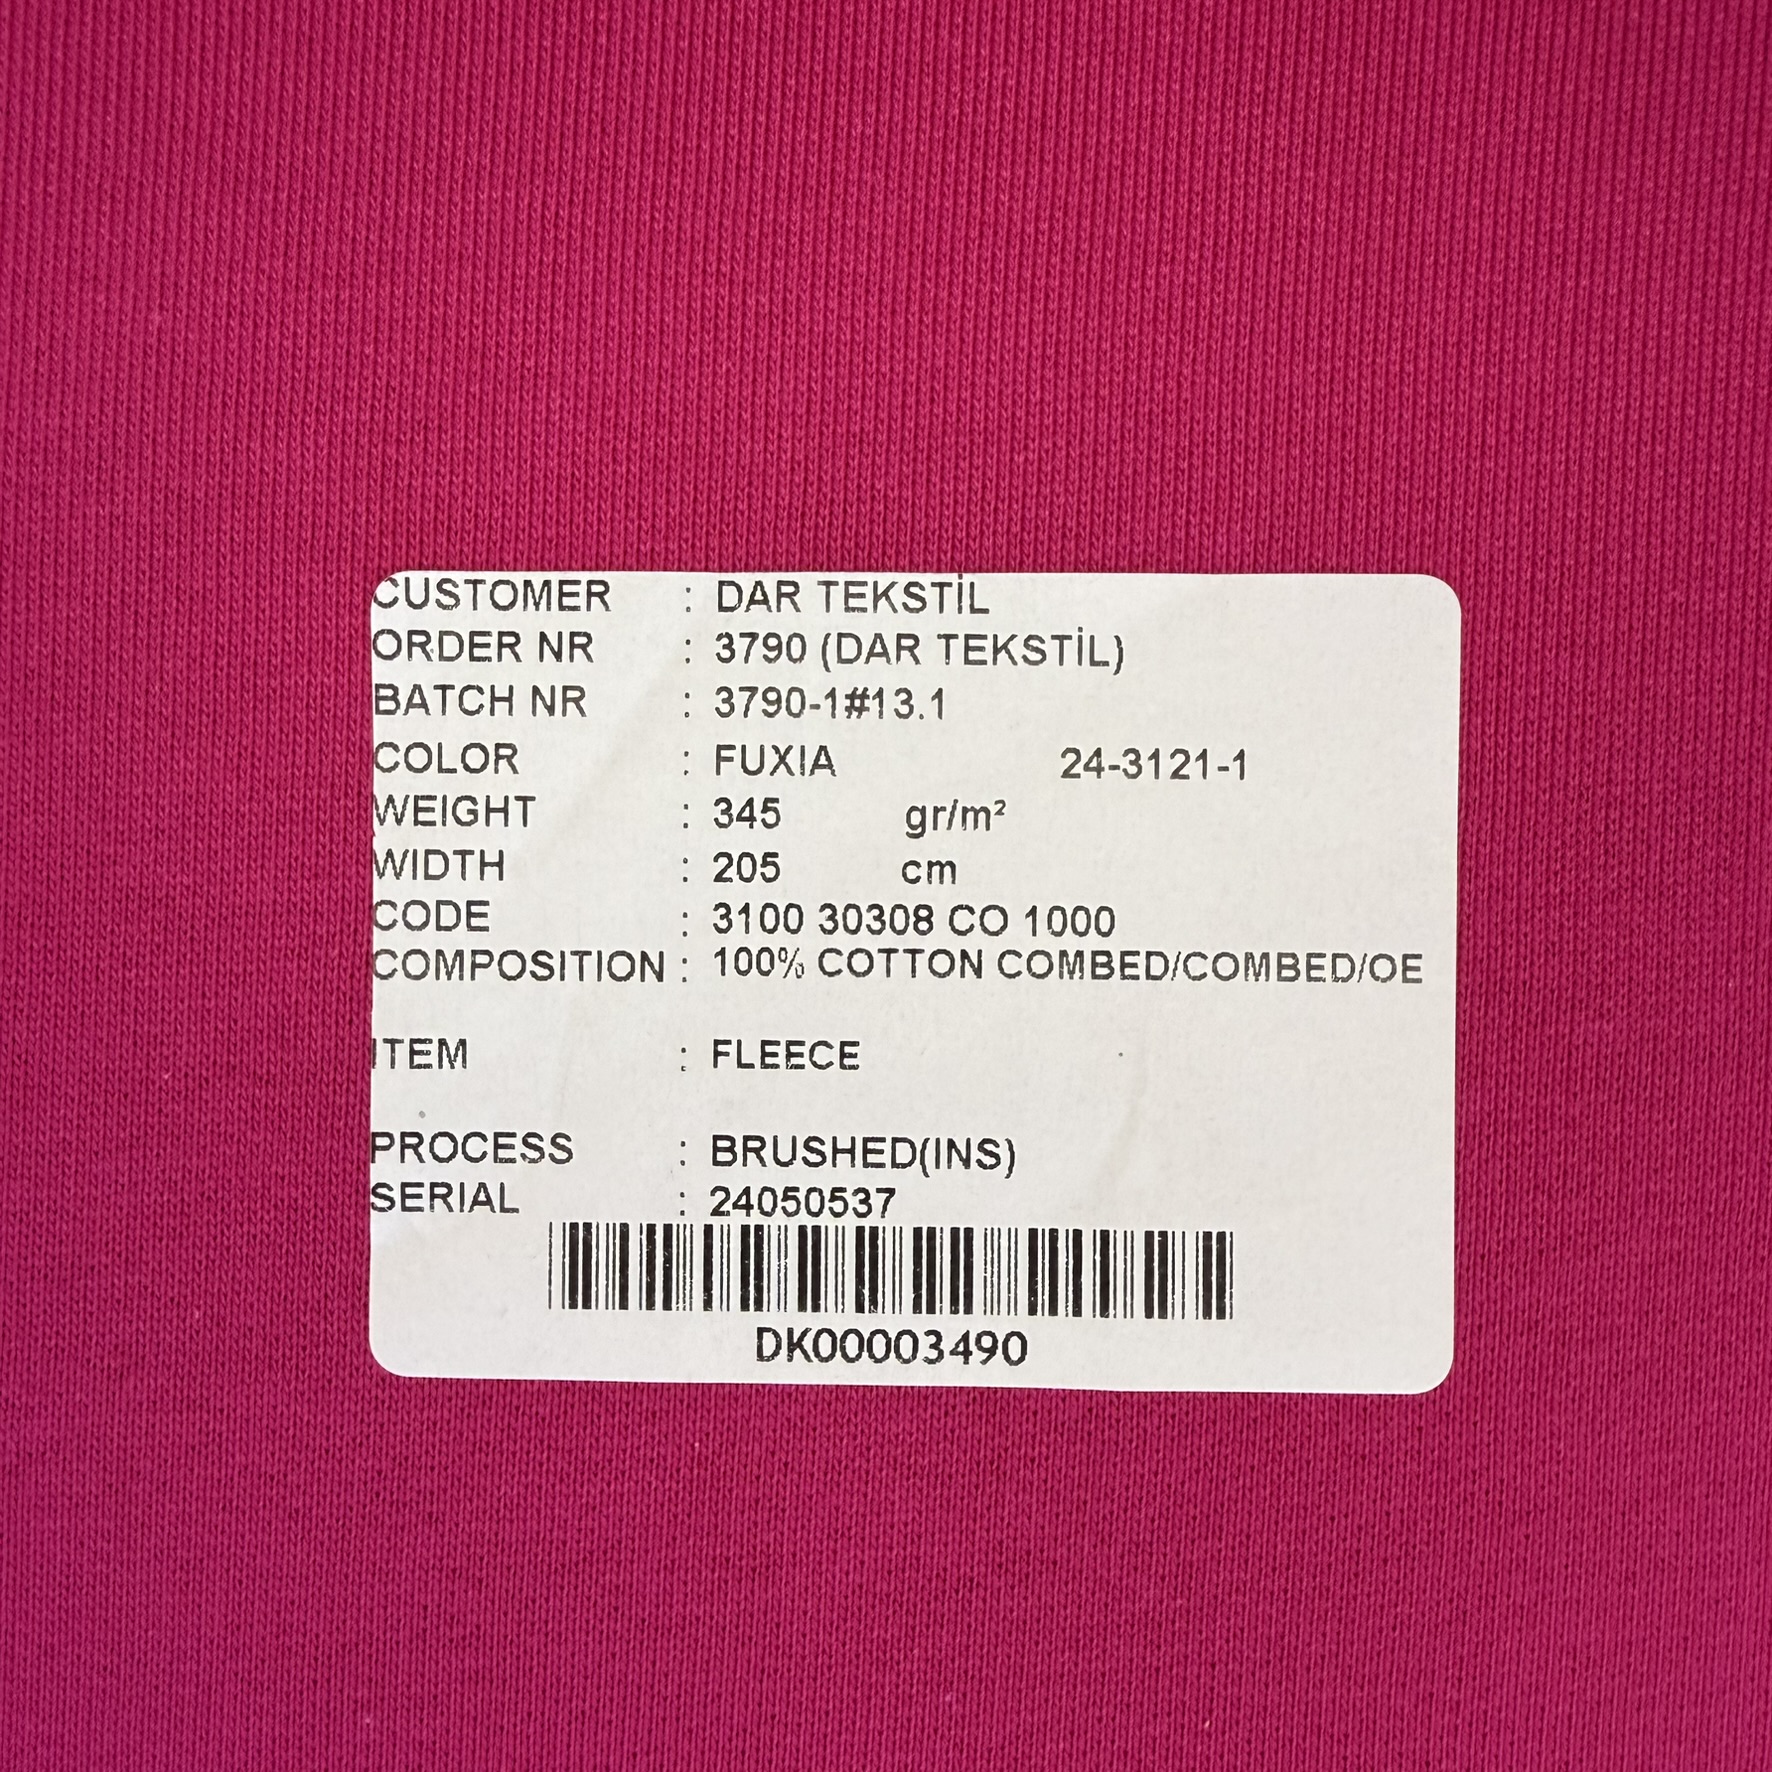 CUSTOMER : DAR TEKSTİL
ORDER NR : 3790 (DAR TEKSTİL)
BATCH NR : 3790-1#13.1
COLOR : FUXIA 24-3121-1
WEIGHT : 345 gr/m²
WIDTH : 205 cm
CODE : 3100 30308 CO 1000
COMPOSITION : 100% COTTON COMBED/COMBED/OE
ITEM : FLEECE
PROCESS : BRUSHED(INS)
SERIAL : 24050537
DK00003490